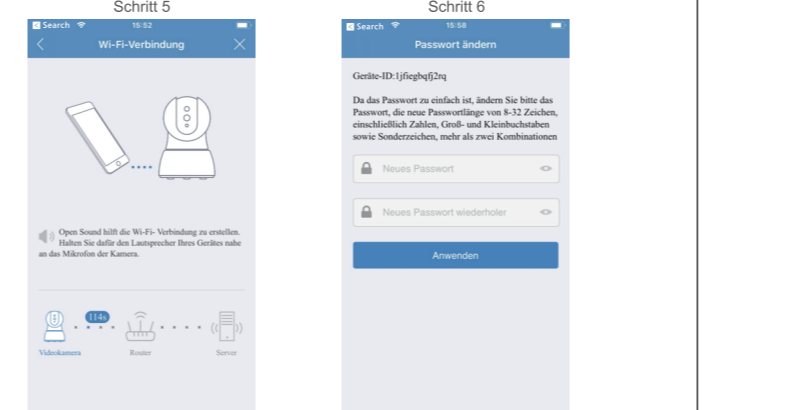 Schritt 5
Search 15:52
Wi-Fi-Verbindung
Open Sound hilft die Wi-Fi- Verbindung zu erstellen.
Halten Sie dafür den Lautsprecher Ihres Gerätes nahe
an das Mikrofon der Kamera.
114s
Videokamera Router Server
Schritt 6
Search 15:58
Passwort ändern
Geräte-ID:1jfiegbqfj2rq
Da das Passwort zu einfach ist, ändern Sie bitte das
Passwort, die neue Passwortlänge von 8-32 Zeichen,
einschließlich Zahlen, Groß- und Kleinbuchstaben
sowie Sonderzeichen, mehr als zwei Kombinationen
Neues Passwort
Neues Passwort wiederholer
Anwenden